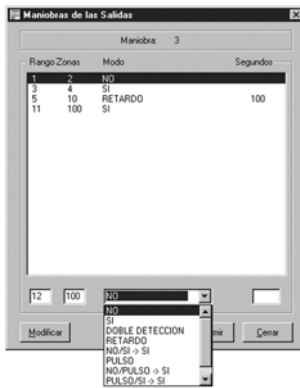 Maniobras de las Salidas
Maniobra: 3
Rango Zonas Modo Segundos
1 2 NO
3 4 SI
5 10 RETARDO 100
11 100 SI
12 100 NO
Modificar
Cerrar
NO
SI
DOBLE DETECCION
RETARDO
NO/SI -> SI
PULSO
NO/PULSO -> SI
PULSO/SI -> SI